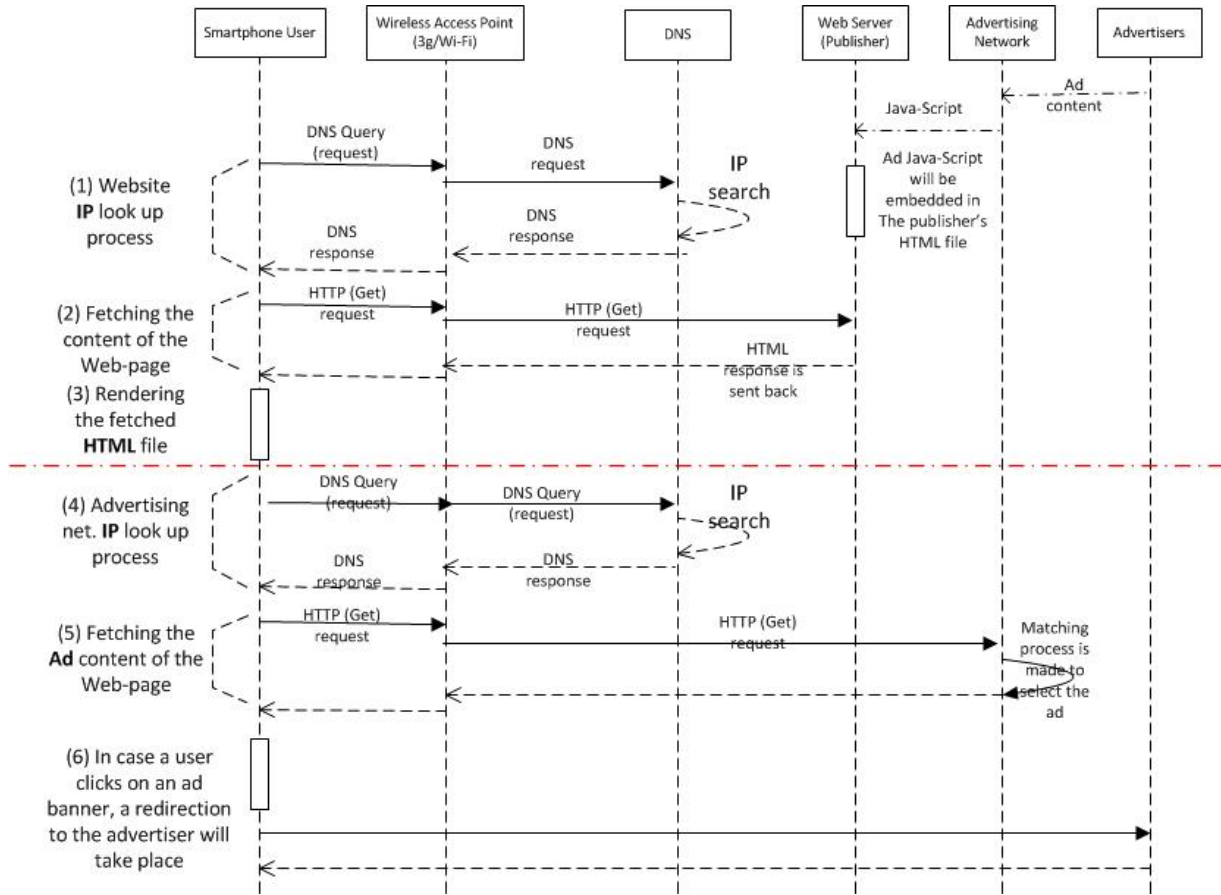 Smartphone User
Wireless Access Point
(3g/Wi-Fi)
DNS
Web Server
(Publisher)
Advertising
Network
Advertisers
Ad
content
Java-Script
DNS Query
(request)
DNS
request
IP
search
Ad Java-Script
will be
embedded in
The publisher's
HTML file
(1) Website
IP look up
process
DNS
response
DNS
response
HTTP (Get)
request
HTTP (Get)
request
(2) Fetching the
content of the
Web-page
HTML
response is
sent back
(3) Rendering
the fetched
HTML file
DNS Query
(request)
DNS Query
(request)
IP
search
(4) Advertising
net. IP look up
process
DNS
response
DNS
response
HTTP (Get)
request
HTTP (Get)
request
(5) Fetching the
Ad content of the
Web-page
Matching
process is
made to
select the
ad
(6) In case a user
clicks on an ad
banner, a redirection
to the advertiser will
take place